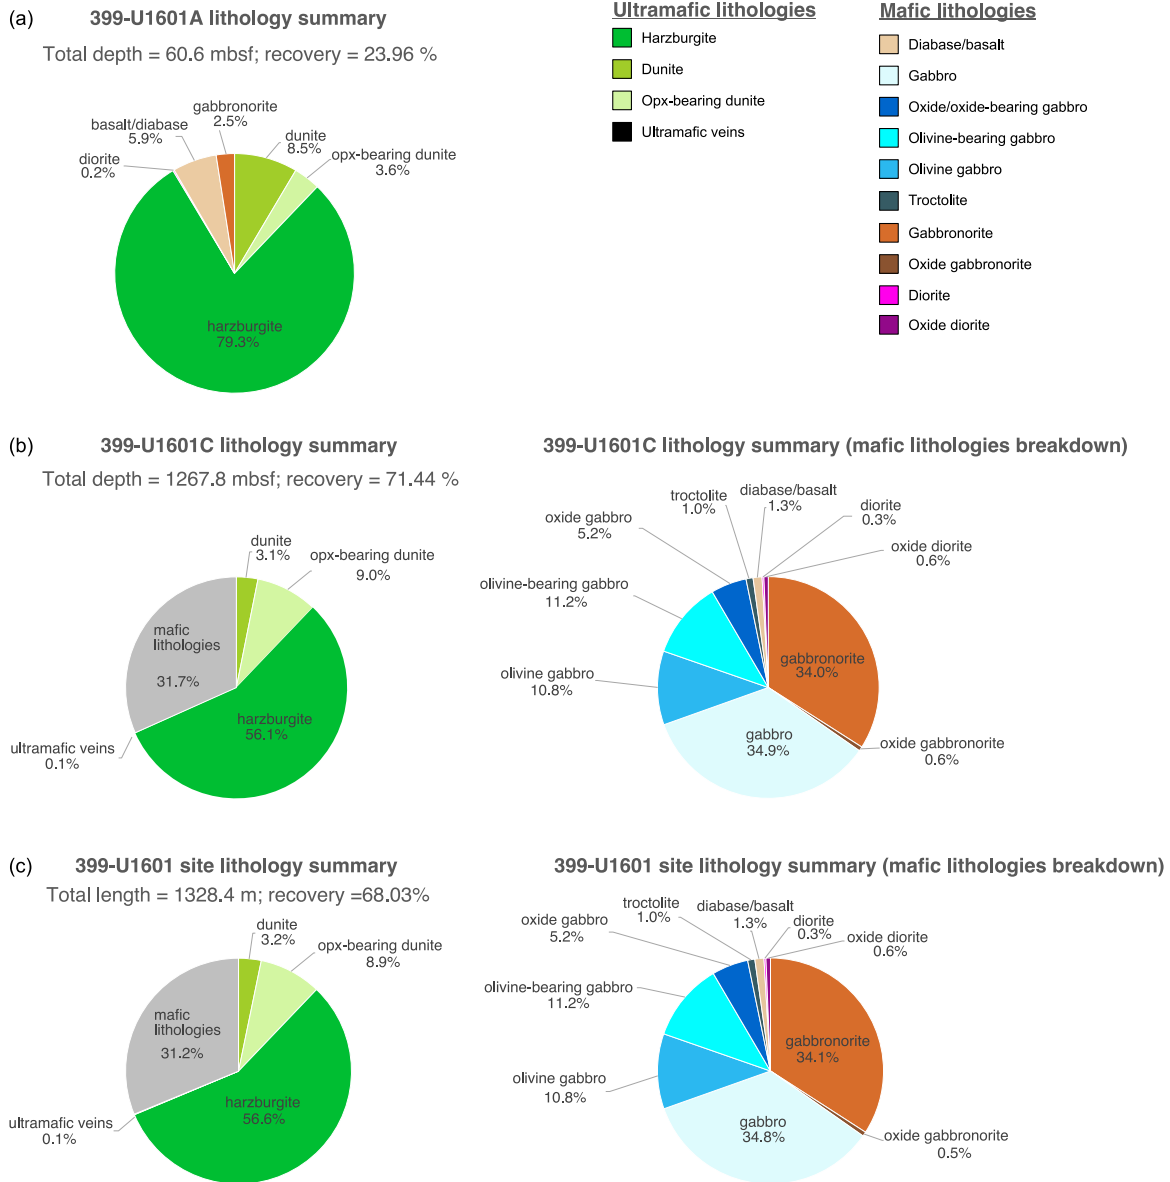 (a)
399-U1601A lithology summary
Total depth = 60.6 mbsf; recovery = 23.96 %
gabbronorite
2.5%
basalt/diabase
5.9%
dunite
8.5%
diorite
0.2%
opx-bearing dunite
3.6%
harzburgite
79.3%
Ultramafic lithologies
Harzburgite
Dunite
Opx-bearing dunite
Ultramafic veins
Mafic lithologies
Diabase/basalt
Gabbro
Oxide/oxide-bearing gabbro
Olivine-bearing gabbro
Olivine gabbro
Troctolite
Gabbronorite
Oxide gabbronorite
Diorite
Oxide diorite
(b)
399-U1601C lithology summary
Total depth = 1267.8 mbsf; recovery = 71.44 %
dunite
3.1%
opx-bearing dunite
9.0%
mafic
lithologies
31.7%
harzburgite
56.1%
ultramafic veins
0.1%
399-U1601C lithology summary (mafic lithologies breakdown)
troctolite
1.0%
diabase/basalt
1.3%
diorite
0.3%
oxide gabbro
5.2%
oxide diorite
0.6%
olivine-bearing gabbro
11.2%
olivine gabbro
10.8%
gabbronorite
34.0%
gabbro
34.9%
oxide gabbronorite
0.6%
(c)
399-U1601 site lithology summary
Total length = 1328.4 m; recovery =68.03%
dunite
3.2%
opx-bearing dunite
8.9%
mafic
lithologies
31.2%
harzburgite
56.6%
ultramafic veins
0.1%
399-U1601 site lithology summary (mafic lithologies breakdown)
troctolite
1.0%
diabase/basalt
1.3%
diorite
0.3%
oxide gabbro
5.2%
oxide diorite
0.6%
olivine-bearing gabbro
11.2%
olivine gabbro
10.8%
gabbronorite
34.1%
gabbro
34.8%
oxide gabbronorite
0.5%